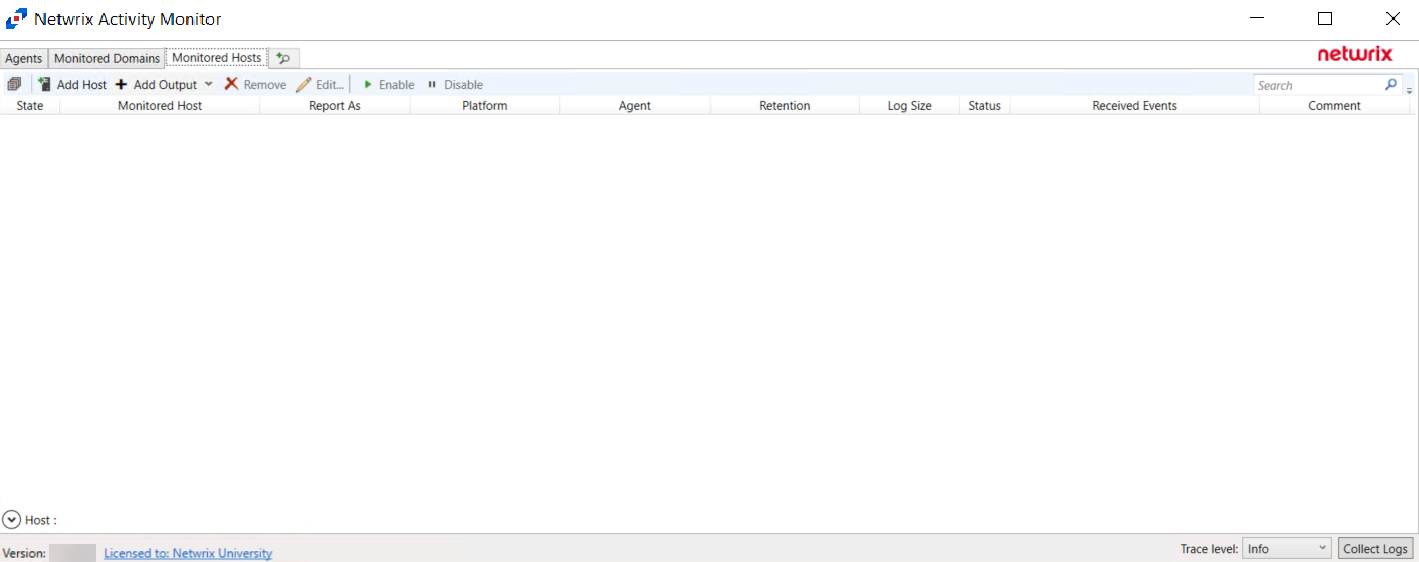 Netwrix Activity Monitor
Agents Monitored Domains Monitored Hosts
netwrix
Add Host Add Output Remove Edit... Enable Disable Search
State Monitored Host Report As Platform Agent Retention Log Size Status Received Events Comment
Host :
Version: Licensed to: Netwrix University Trace level: Info Collect Logs